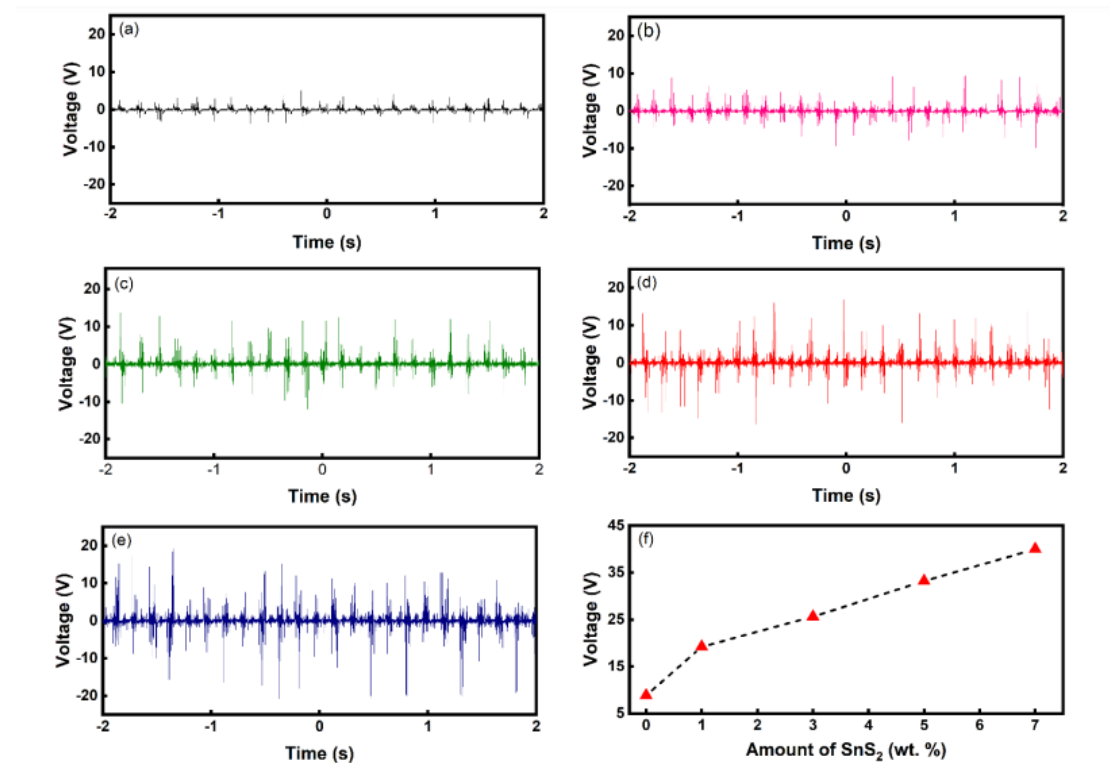 (a)
20
10
0
-10
-20
Voltage (V)
-2 -1 0 1 2
Time (s)
(b)
20
10
0
-10
-20
Voltage (V)
-2 -1 0 1 2
Time (s)
(c)
20
10
0
-10
-20
Voltage (V)
-2 -1 0 1 2
Time (s)
(d)
20
10
0
-10
-20
Voltage (V)
-2 -1 0 1 2
Time (s)
(e)
20
10
0
-10
-20
Voltage (V)
-2 -1 0 1 2
Time (s)
(f)
45
35
25
15
5
Voltage (V)
0 1 2 3 4 5 6 7
Amount of SnS₂ (wt. %)